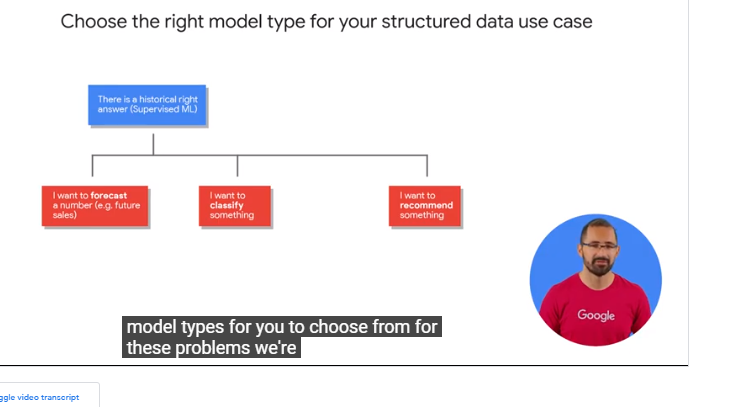 Choose the right model type for your structured data use case
There is a historical right
answer (Supervised ML)
I want to forecast
a number (e.g. future
sales)
I want to
classify
something
I want to
recommend
something
Google
model types for you to choose from for
these problems we're
ggle video transcript